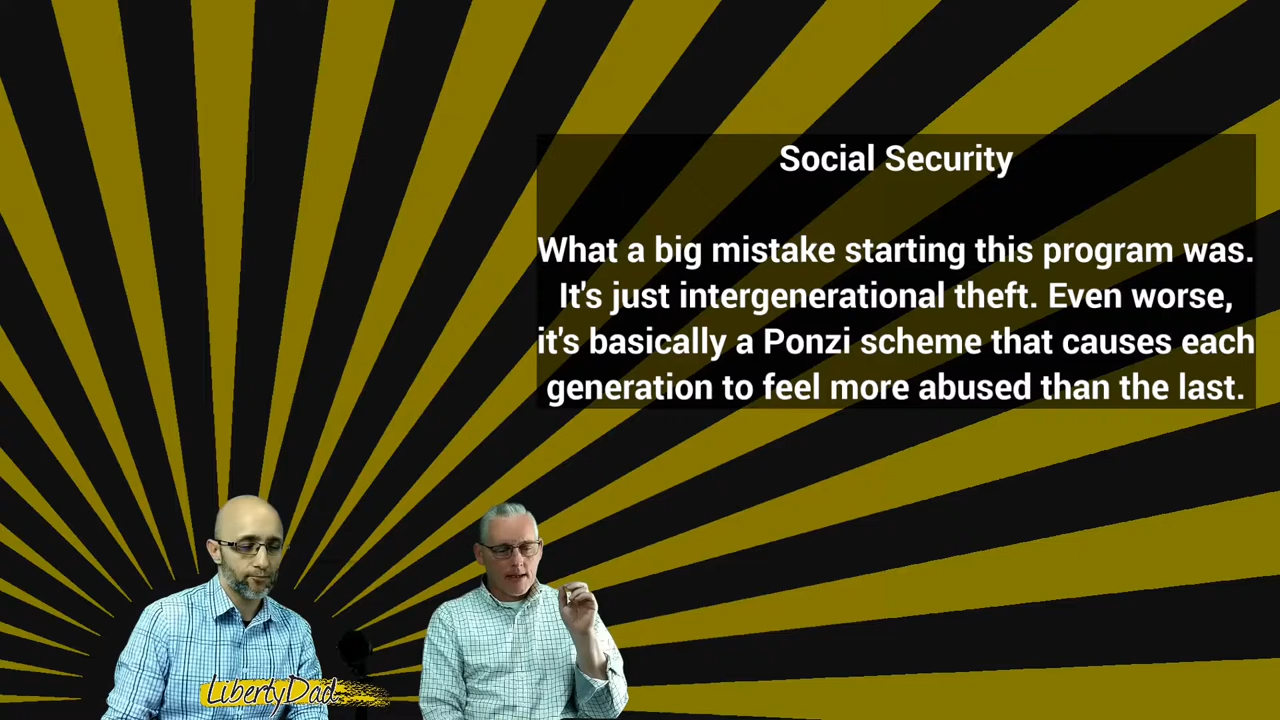 Social Security
What a big mistake starting this program was.
It's just intergenerational theft. Even worse,
it's basically a Ponzi scheme that causes each
generation to feel more abused than the last.
LibertyDad